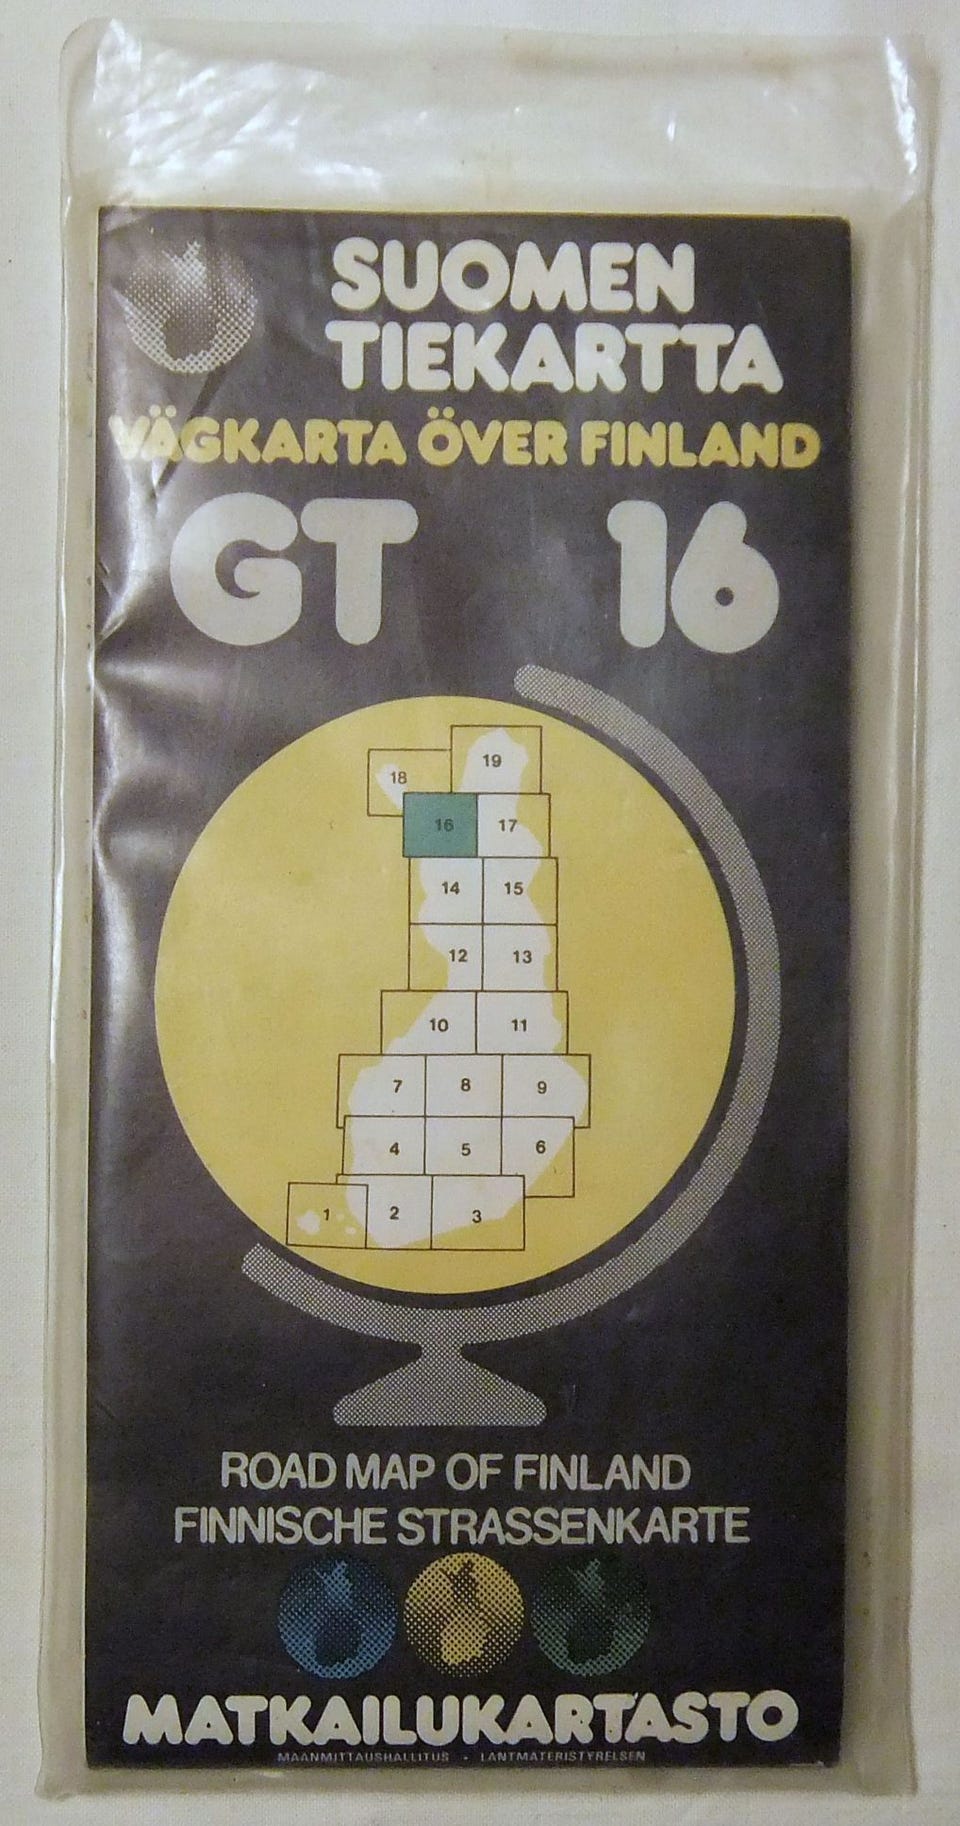 SUOMEN
TIEKARTTA
VÄGKARTA ÖVER FINLAND
GT 16
19
18
16 17
14 15
12 13
10 11
7 8 9
4 5 6
1 2 3
ROAD MAP OF FINLAND
FINNISCHE STRASSENKARTE
MATKAILUKARTASTO
MAANMITTAUSHALLITUS - LANTMÄTERISTYRELSEN